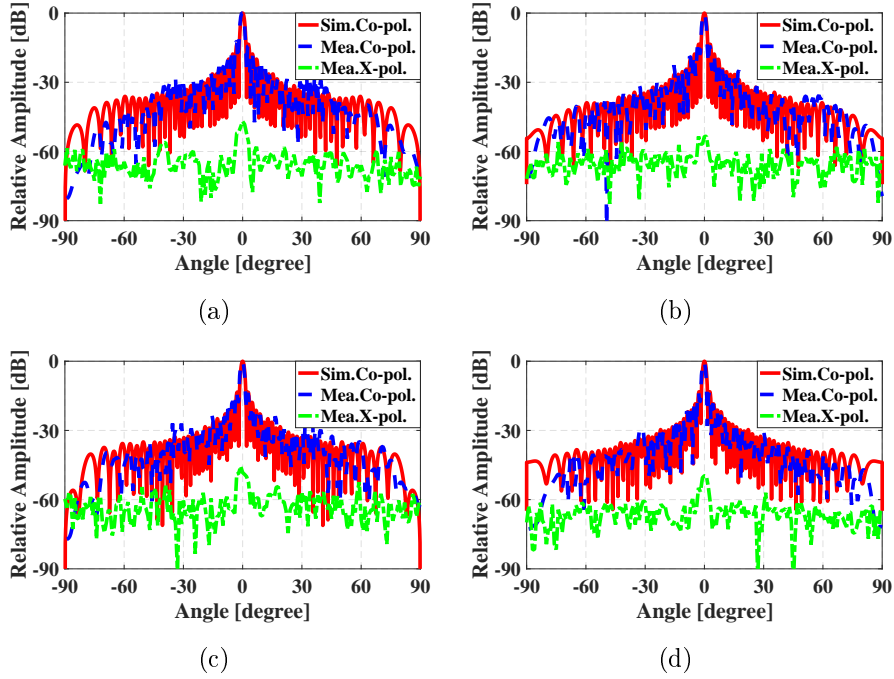 Relative Amplitude [dB]
0
-30
-60
-90
Sim.Co-pol.
Mea.Co-pol.
Mea.X-pol.
-90 -60 -30 0 30 60 90
Angle [degree]
(a)
Relative Amplitude [dB]
0
-30
-60
-90
Sim.Co-pol.
Mea.Co-pol.
Mea.X-pol.
-90 -60 -30 0 30 60 90
Angle [degree]
(b)
Relative Amplitude [dB]
0
-30
-60
-90
Sim.Co-pol.
Mea.Co-pol.
Mea.X-pol.
-90 -60 -30 0 30 60 90
Angle [degree]
(c)
Relative Amplitude [dB]
0
-30
-60
-90
Sim.Co-pol.
Mea.Co-pol.
Mea.X-pol.
-90 -60 -30 0 30 60 90
Angle [degree]
(d)